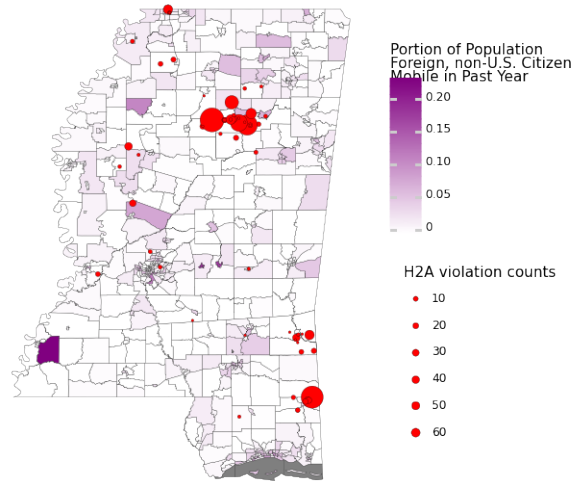 Portion of Population
Foreign, non-U.S. Citizen
Mobile in Past Year
0.20
0.15
0.10
0.05
0
H2A violation counts
10
20
30
40
50
60